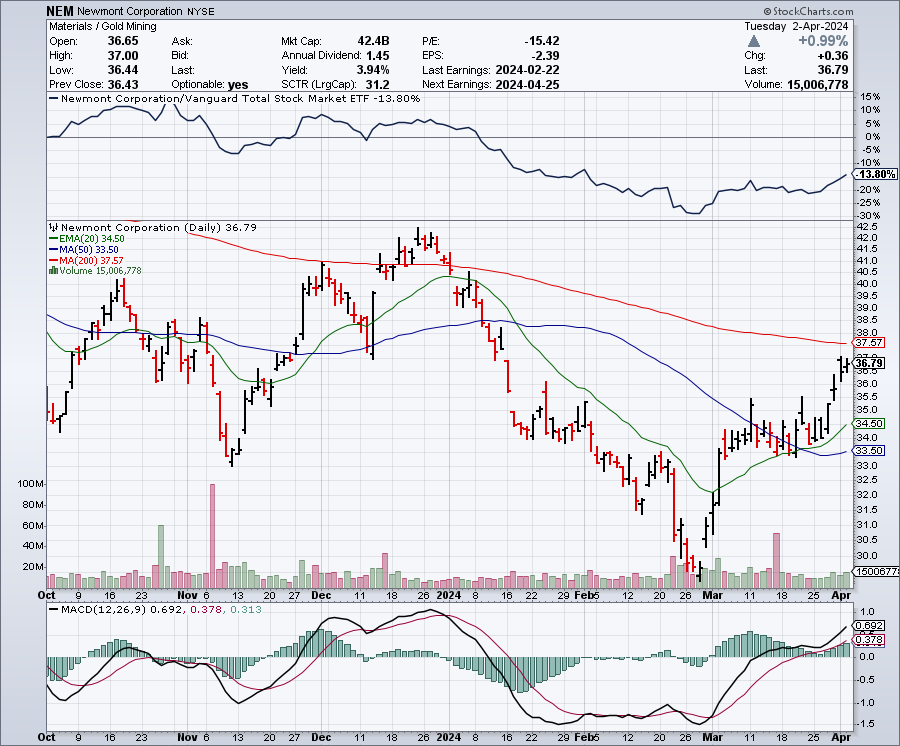 NEM Newmont Corporation NYSE © StockCharts.com
Materials / Gold Mining Tuesday 2-Apr-2024
Open: 36.65 Ask: Mkt Cap: 42.4B P/E: -15.42 +0.99%
High: 37.00 Bid: Annual Dividend: 1.45 EPS: -2.39 Chg: +0.36
Low: 36.44 Last: Yield: 3.94% Last Earnings: 2024-02-22 Last: 36.79
Prev Close: 36.43 Optionable: yes SCTR (LrgCap): 31.2 Next Earnings: 2024-04-25 Volume: 15,006,778
Newmont Corporation/Vanguard Total Stock Market ETF -13.80%
15%
10%
5%
0%
-5%
-10%
-13.80%
-20%
-25%
-30%
Newmont Corporation (Daily) 36.79
EMA(20) 34.50
MA(50) 33.50
MA(200) 37.57
Volume 15,006,778
42.5
42.0
41.5
41.0
40.5
40.0
39.5
39.0
38.5
38.0
37.57
36.79
36.0
35.5
35.0
34.50
34.0
33.50
33.0
32.5
32.0
31.5
31.0
30.5
30.0
15006778
100M
80M
60M
40M
20M
Oct 9 16 23 Nov 6 13 20 27 Dec 11 18 26 2024 8 16 22 29 Feb 5 12 20 26 Mar 11 18 25 Apr
MACD(12,26,9) 0.692, 0.378, 0.313
1.0
0.692
0.378
0.0
-0.5
-1.0
-1.5
Oct 9 16 23 Nov 6 13 20 27 Dec 11 18 26 2024 8 16 22 29 Feb 5 12 20 26 Mar 11 18 25 Apr